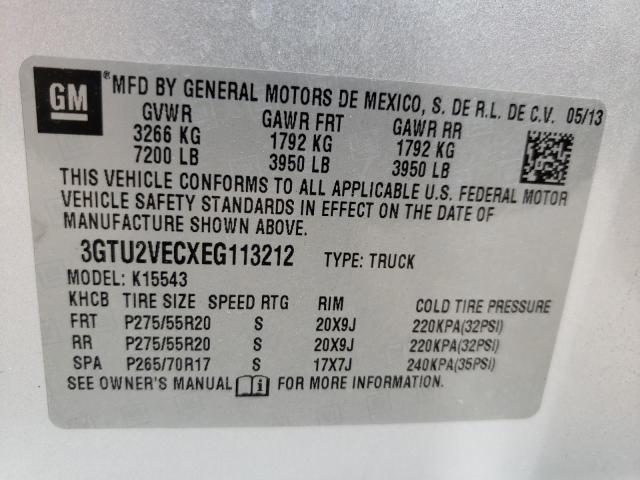 GM ® MFD BY GENERAL MOTORS DE MEXICO, S. DE R.L. DE C.V. 05/13
GVWR GAWR FRT GAWR RR
3266 KG 1792 KG 1792 KG
7200 LB 3950 LB 3950 LB
THIS VEHICLE CONFORMS TO ALL APPLICABLE U.S. FEDERAL MOTOR
VEHICLE SAFETY STANDARDS IN EFFECT ON THE DATE OF
MANUFACTURE SHOWN ABOVE.
3GTU2VECXEG113212 TYPE: TRUCK
MODEL: K15543
KHCB TIRE SIZE SPEED RTG RIM COLD TIRE PRESSURE
FRT P275/55R20 S 20X9J 220KPA(32PSI)
RR P275/55R20 S 20X9J 220KPA(32PSI)
SPA P265/70R17 S 17X7J 240KPA(35PSI)
SEE OWNER'S MANUAL FOR MORE INFORMATION.